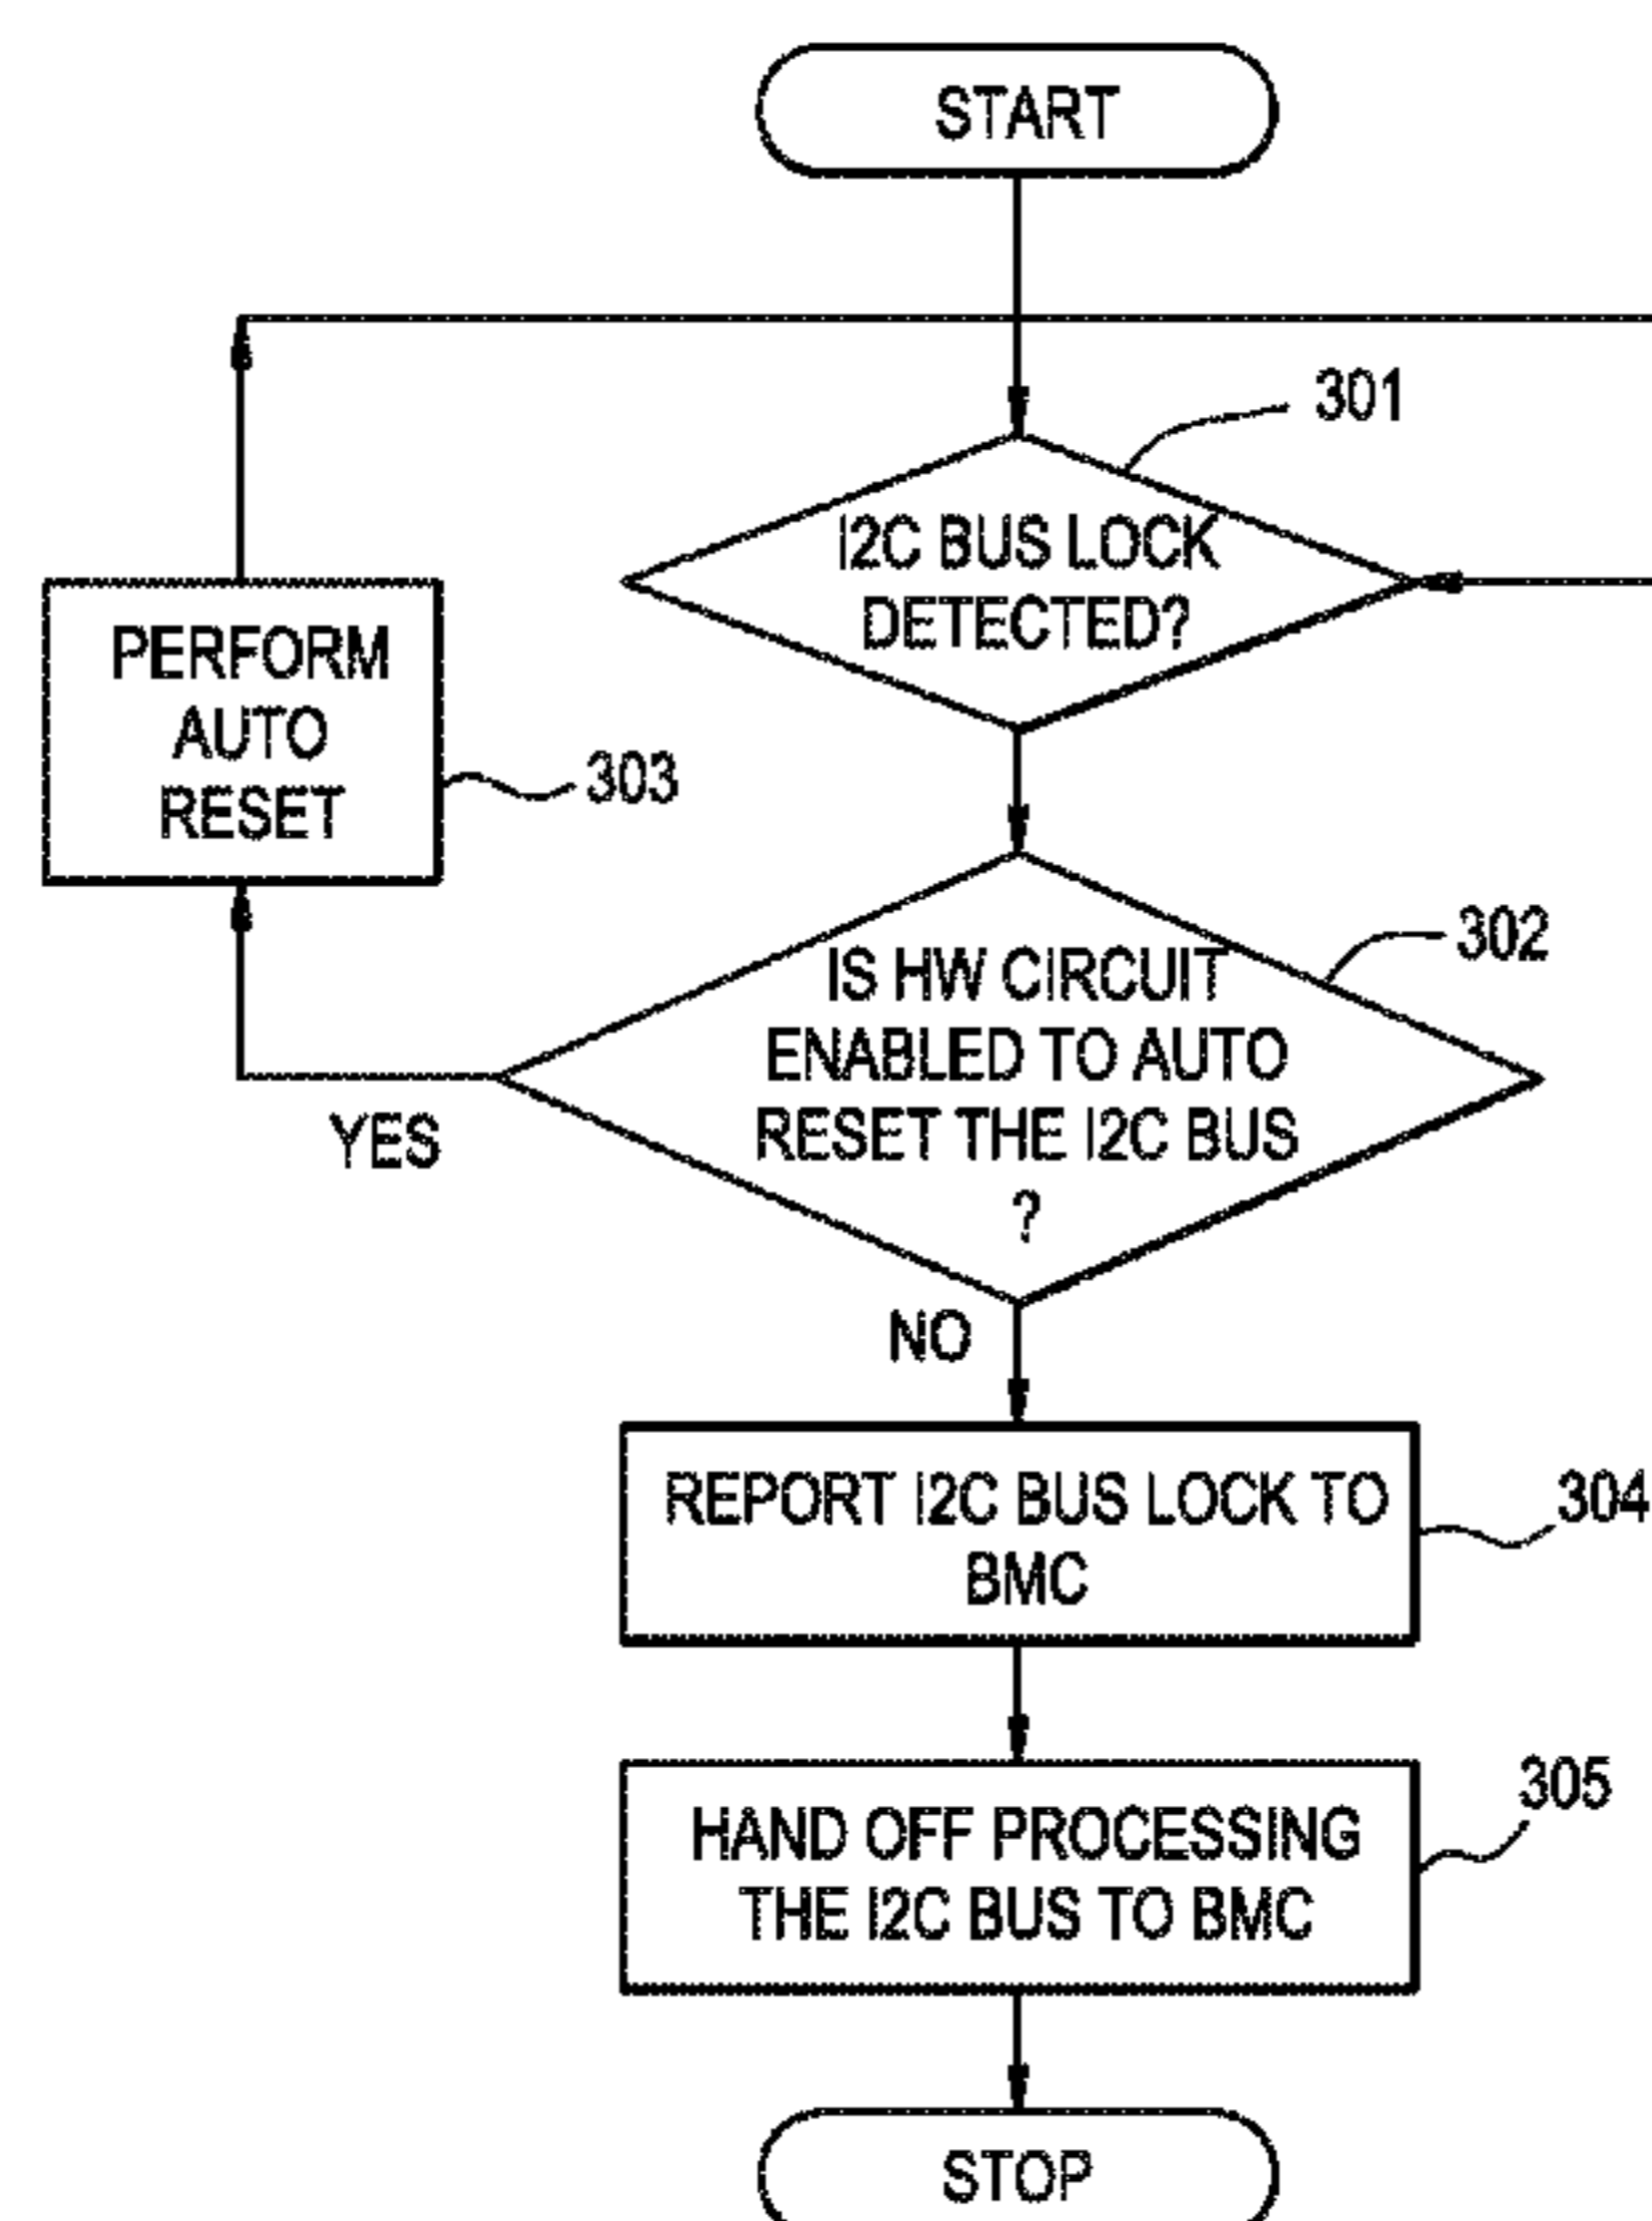 START
301
I2C BUS LOCK
DETECTED?
PERFORM
AUTO
RESET
303
302
IS HW CIRCUIT
ENABLED TO AUTO
RESET THE I2C BUS
?
YES
NO
REPORT I2C BUS LOCK TO
BMC
304
HAND OFF PROCESSING
THE I2C BUS TO BMC
305
STOP